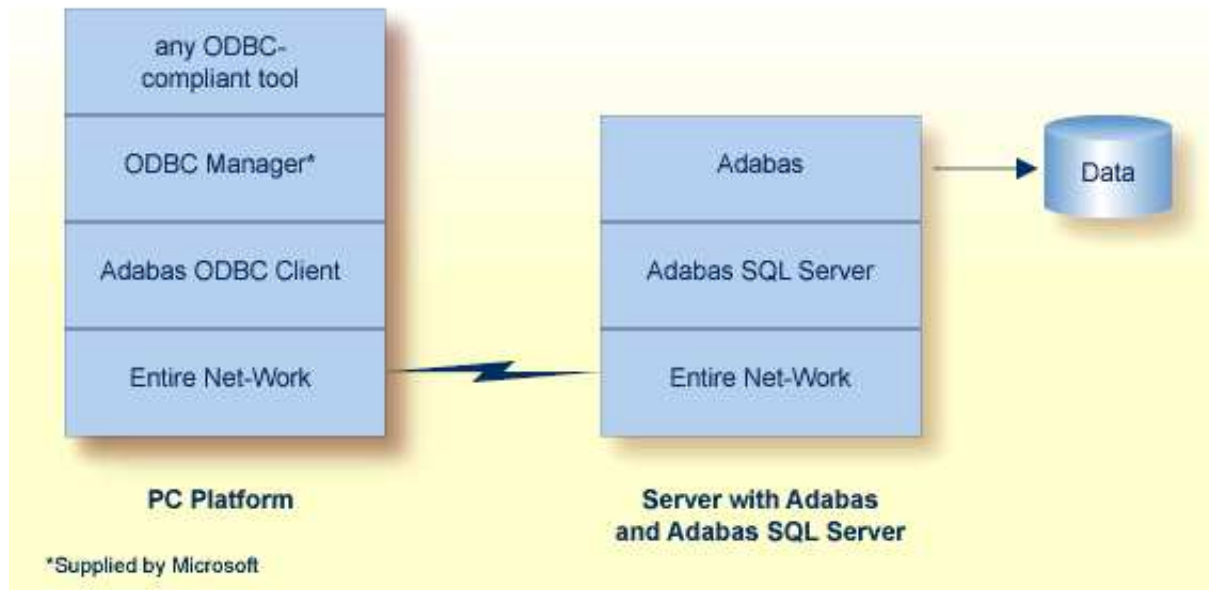 any ODBC-
compliant tool
ODBC Manager*
Adabas ODBC Client
Entire Net-Work
PC Platform
*Supplied by Microsoft
Adabas
Adabas SQL Server
Entire Net-Work
Server with Adabas
and Adabas SQL Server
Data